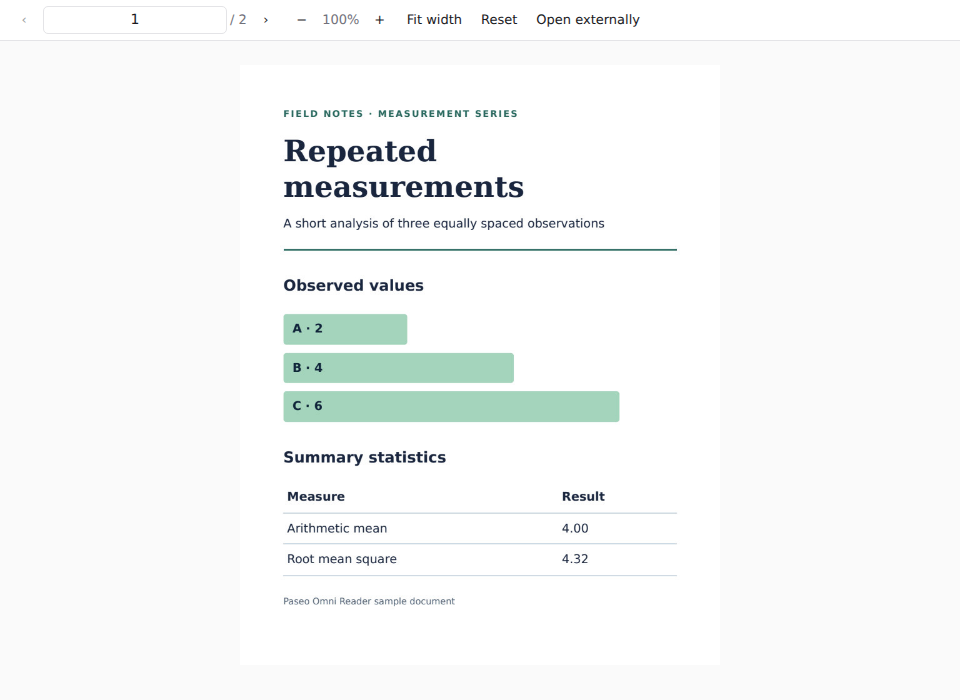 ‹ 1 / 2 › − 100% + Fit width Reset Open externally
FIELD NOTES · MEASUREMENT SERIES
Repeated
measurements
A short analysis of three equally spaced observations
Observed values
A · 2
B · 4
C · 6
Summary statistics
Measure Result
Arithmetic mean 4.00
Root mean square 4.32
Paseo Omni Reader sample document